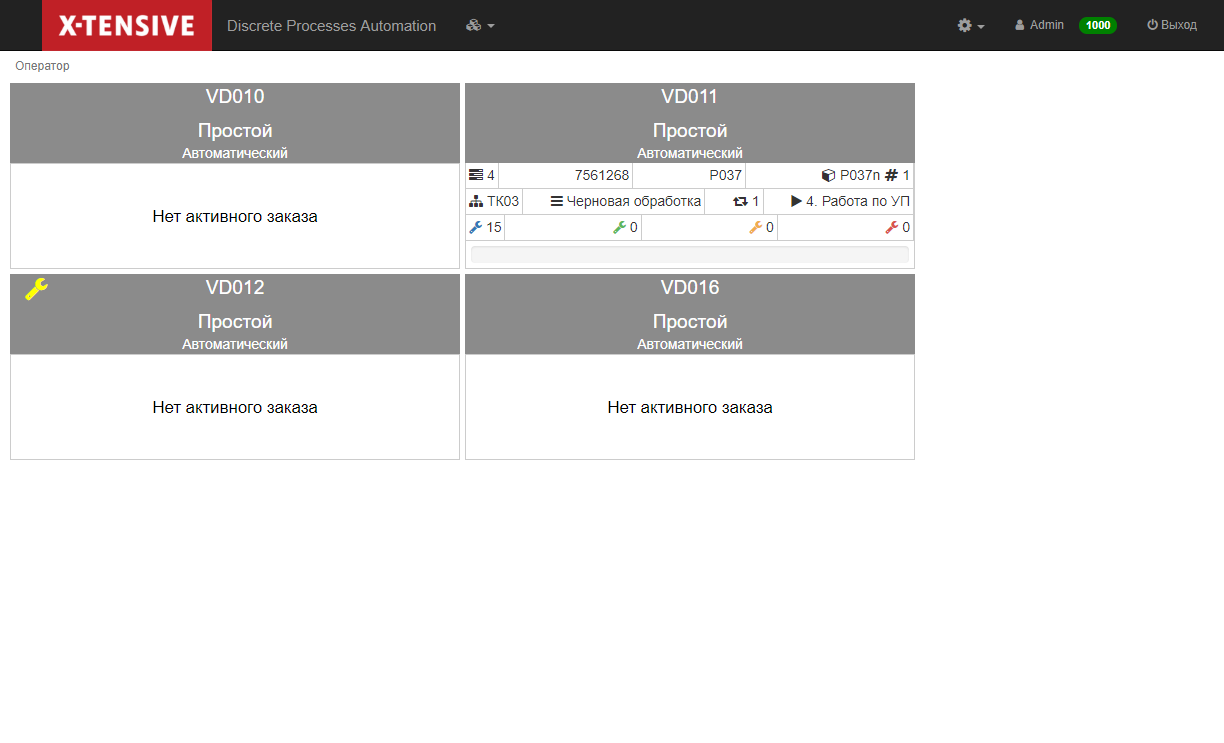 X-TENSIVE Discrete Processes Automation Admin 1000 Выход
Оператор
VD010
Простой
Автоматический
Нет активного заказа
VD011
Простой
Автоматический
4 7561268 P037 P037n # 1
ТК03 Черновая обработка 1 4. Работа по УП
15 0 0 0
VD012
Простой
Автоматический
Нет активного заказа
VD016
Простой
Автоматический
Нет активного заказа